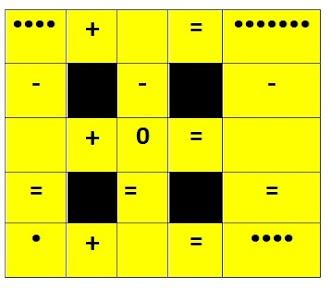 •••• + = •••••••
- - -
+ 0 =
= = =
• + = ••••